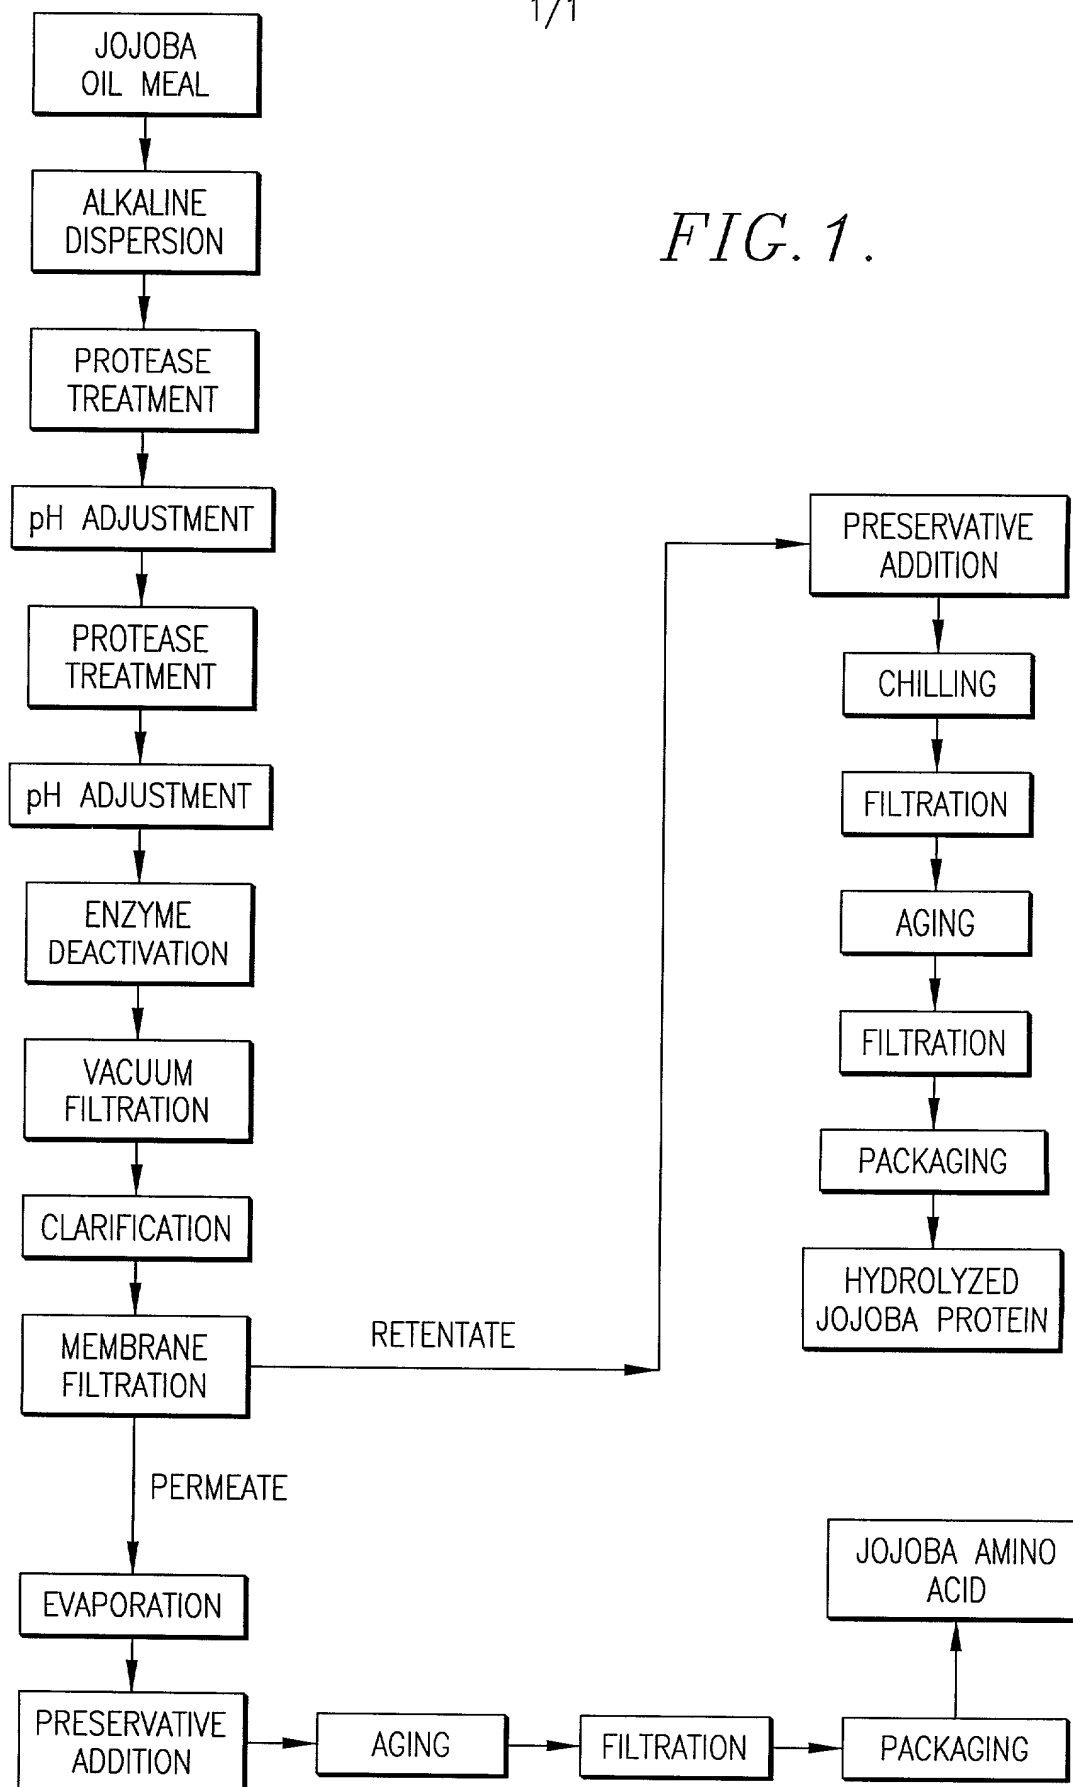 1/1
JOJOBA
OIL MEAL
ALKALINE
DISPERSION
FIG. 1.
PROTEASE
TREATMENT
pH ADJUSTMENT
PROTEASE
TREATMENT
pH ADJUSTMENT
ENZYME
DEACTIVATION
VACUUM
FILTRATION
CLARIFICATION
MEMBRANE
FILTRATION
RETENTATE
PRESERVATIVE
ADDITION
CHILLING
FILTRATION
AGING
FILTRATION
PACKAGING
HYDROLYZED
JOJOBA PROTEIN
PERMEATE
EVAPORATION
PRESERVATIVE
ADDITION
AGING
FILTRATION
PACKAGING
JOJOBA AMINO
ACID